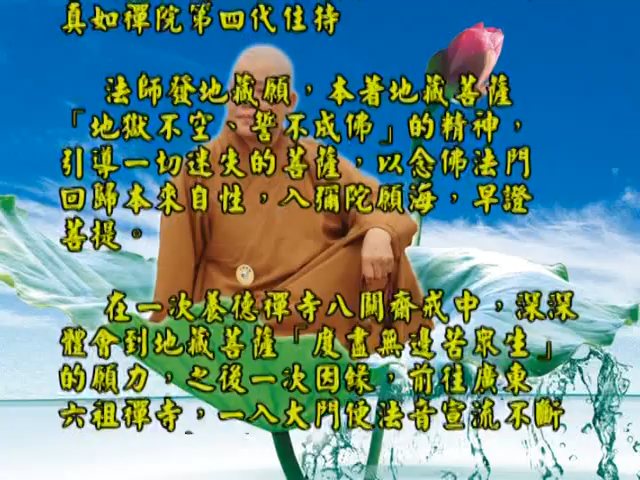 真如禪院第四代住持
法師發地藏願，本著地藏菩薩
「地獄不空、誓不成佛」的精神，
引導一切迷失的菩薩，以念佛法門
回歸本來自性，入彌陀願海，早證
菩提。
在一次養德禪寺八關齋戒中，深深
體會到地藏菩薩「度盡無邊苦眾生」
的願力，之後一次因緣，前往廣東
六祖禪寺，一入大門便法音宣流不斷